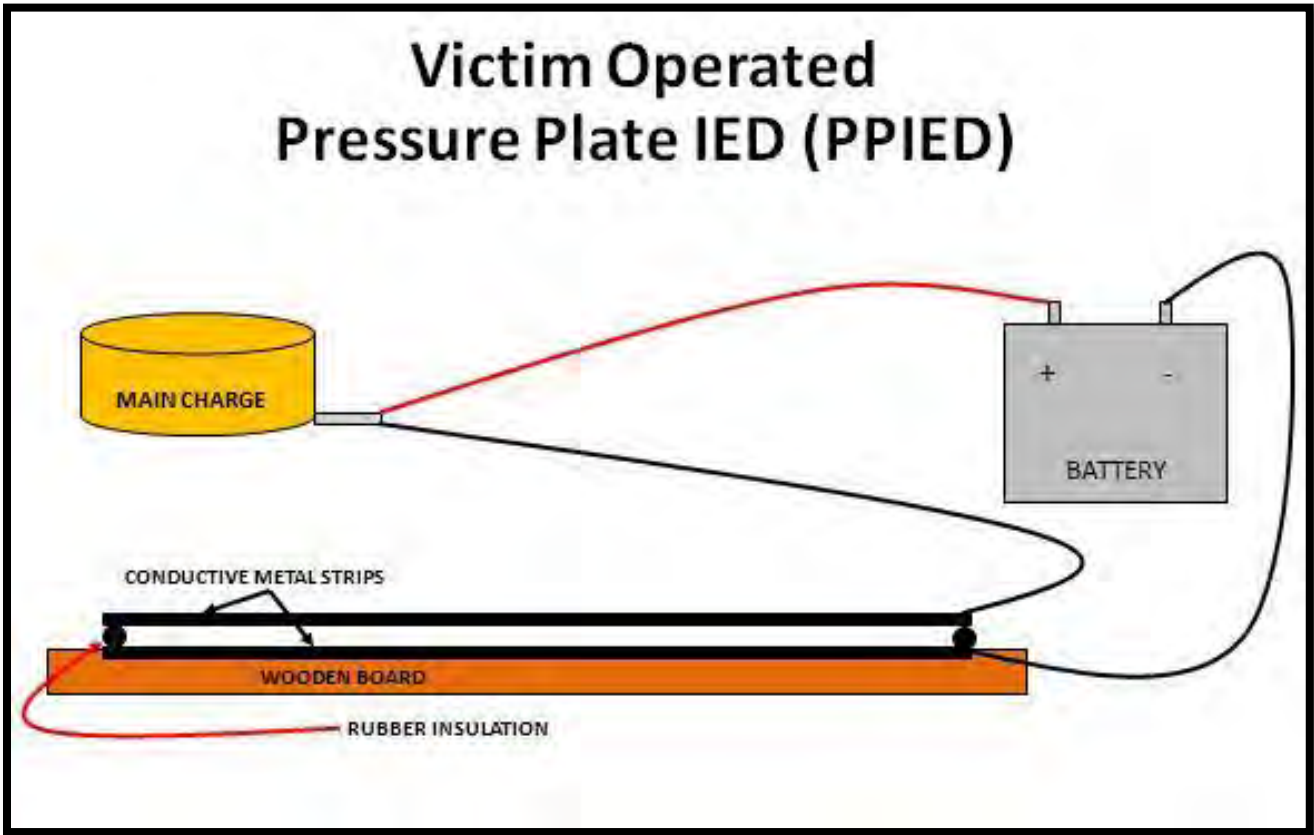 Victim Operated
Pressure Plate IED (PPIED)
MAIN CHARGE
+ -
BATTERY
CONDUCTIVE METAL STRIPS
WOODEN BOARD
RUBBER INSULATION